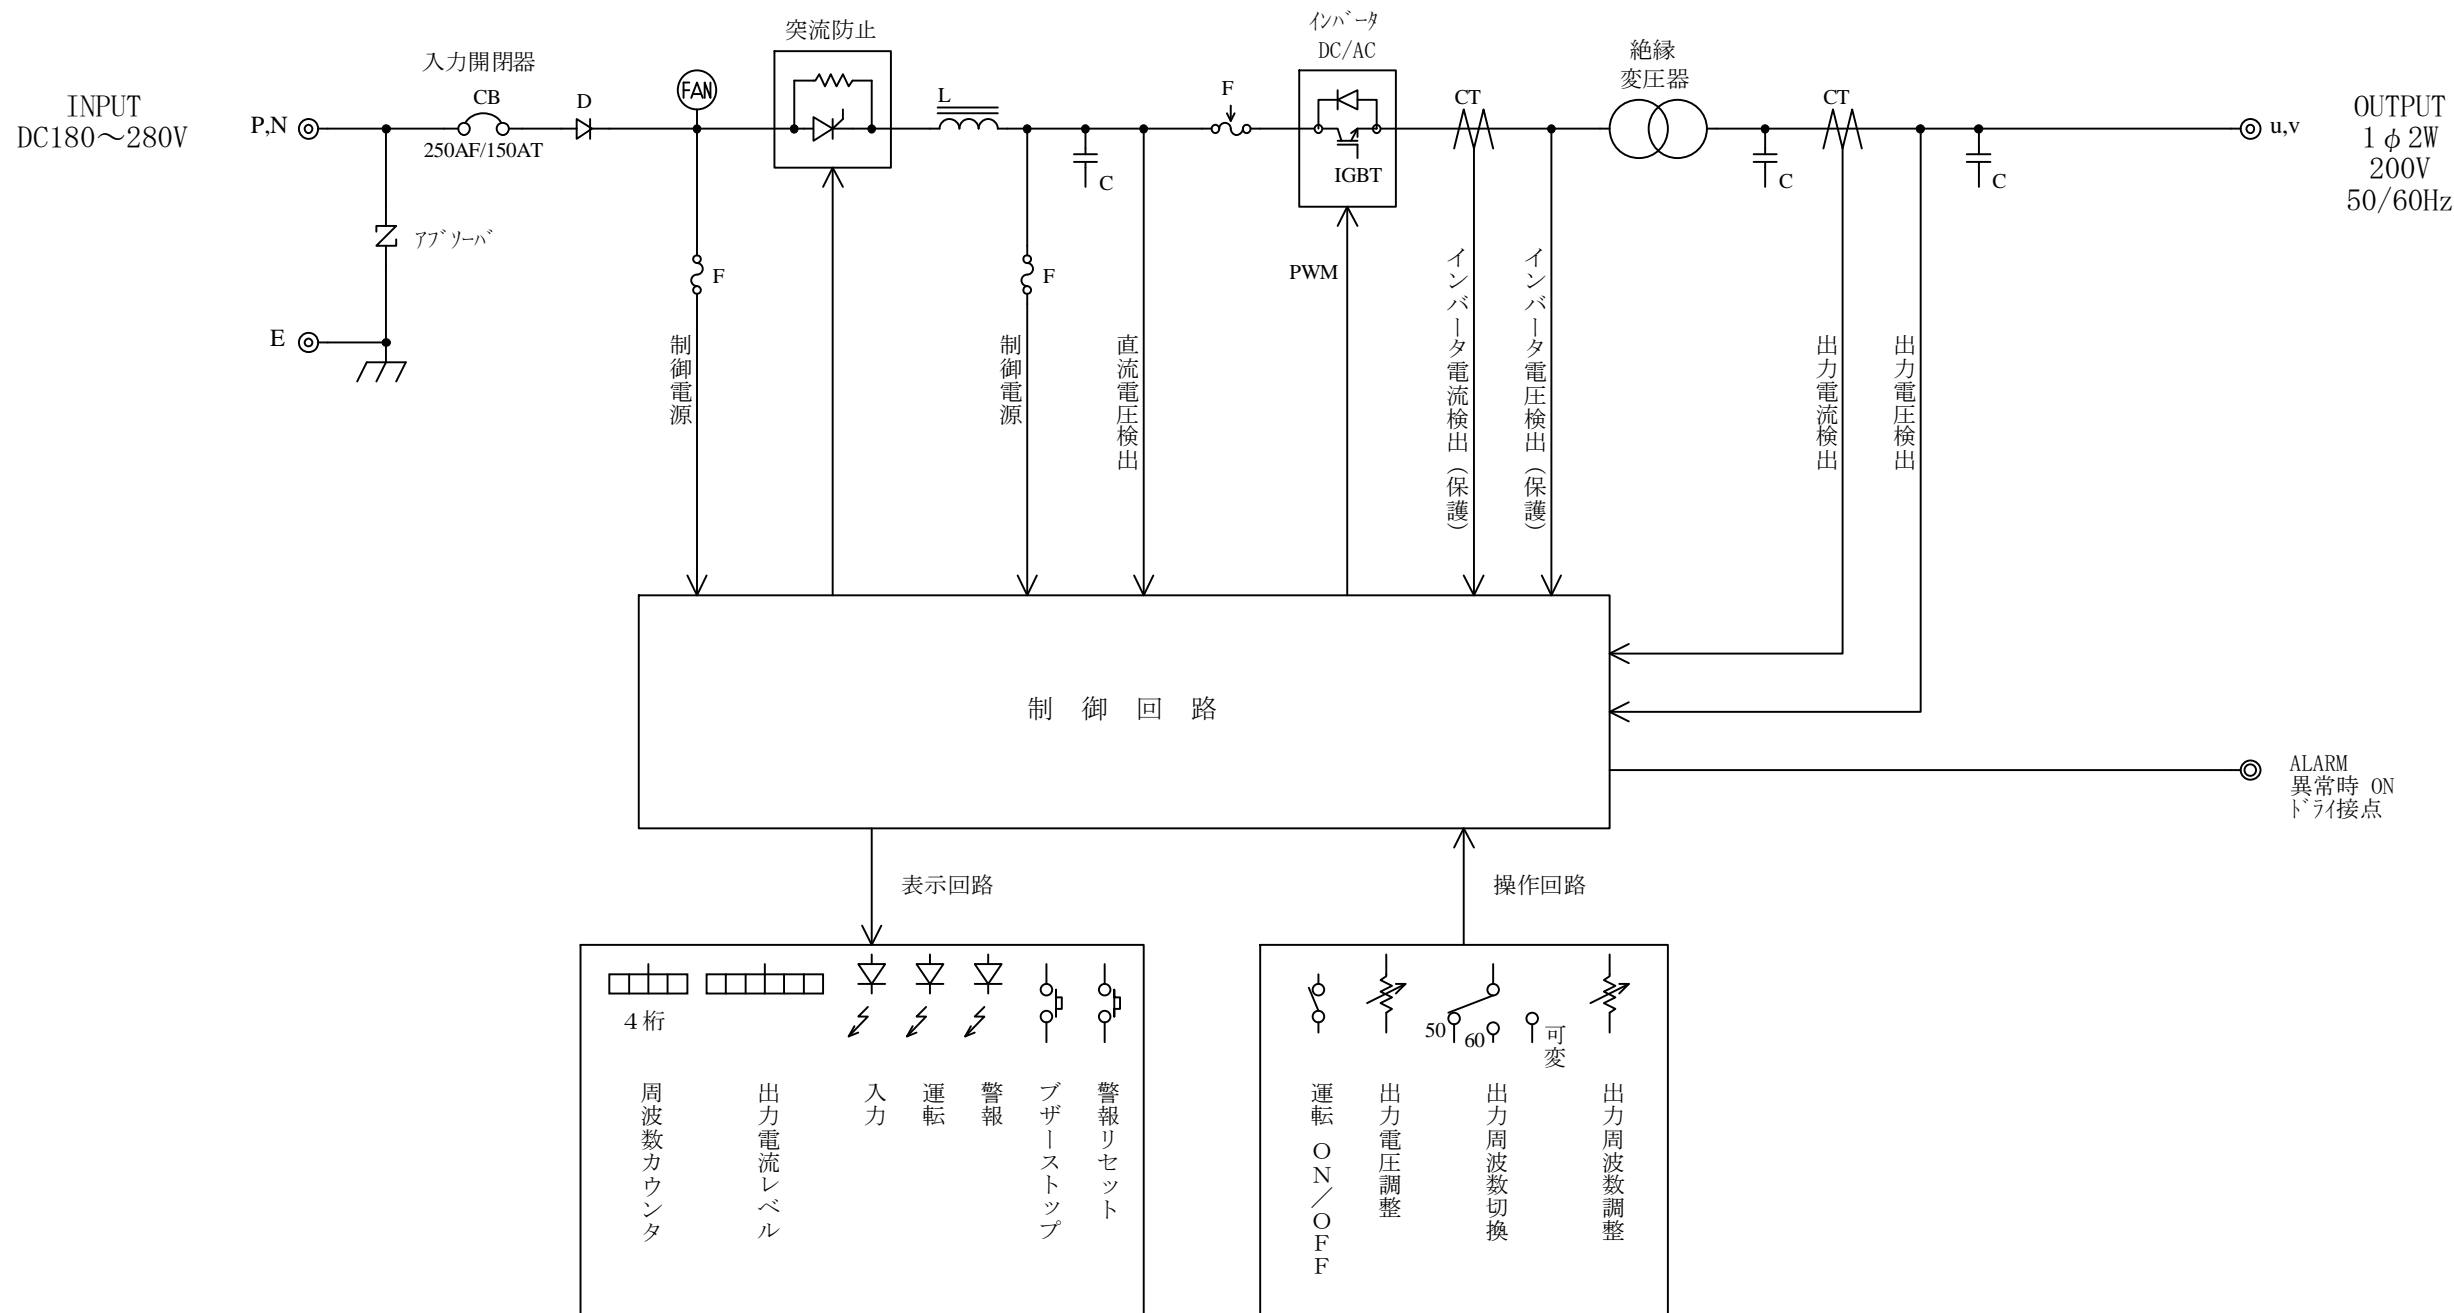 突流防止
ｲﾝﾊﾞｰﾀ
DC/AC
絶縁
変圧器
入力開閉器
INPUT
DC180～280V
P,N
CB
250AF/150AT
D
FAN
L
C
F
IGBT
CT
C
CT
C
u,v
OUTPUT
1φ2W
200V
50/60Hz
ｱﾌﾞｿｰﾊﾞ
E
F
制御電源
F
制御電源
直流電圧検出
PWM
インバータ電流検出（保護）
インバータ電圧検出（保護）
出力電流検出
出力電圧検出
制 御 回 路
ALARM
異常時 ON
ﾄﾞﾗｲ接点
表示回路
操作回路
４桁
周波数カウンタ
出力電流レベル
入力
運転
警報
ブザーストップ
警報リセット
50
60
可変
運転 ＯＮ／ＯＦＦ
出力電圧調整
出力周波数切換
出力周波数調整